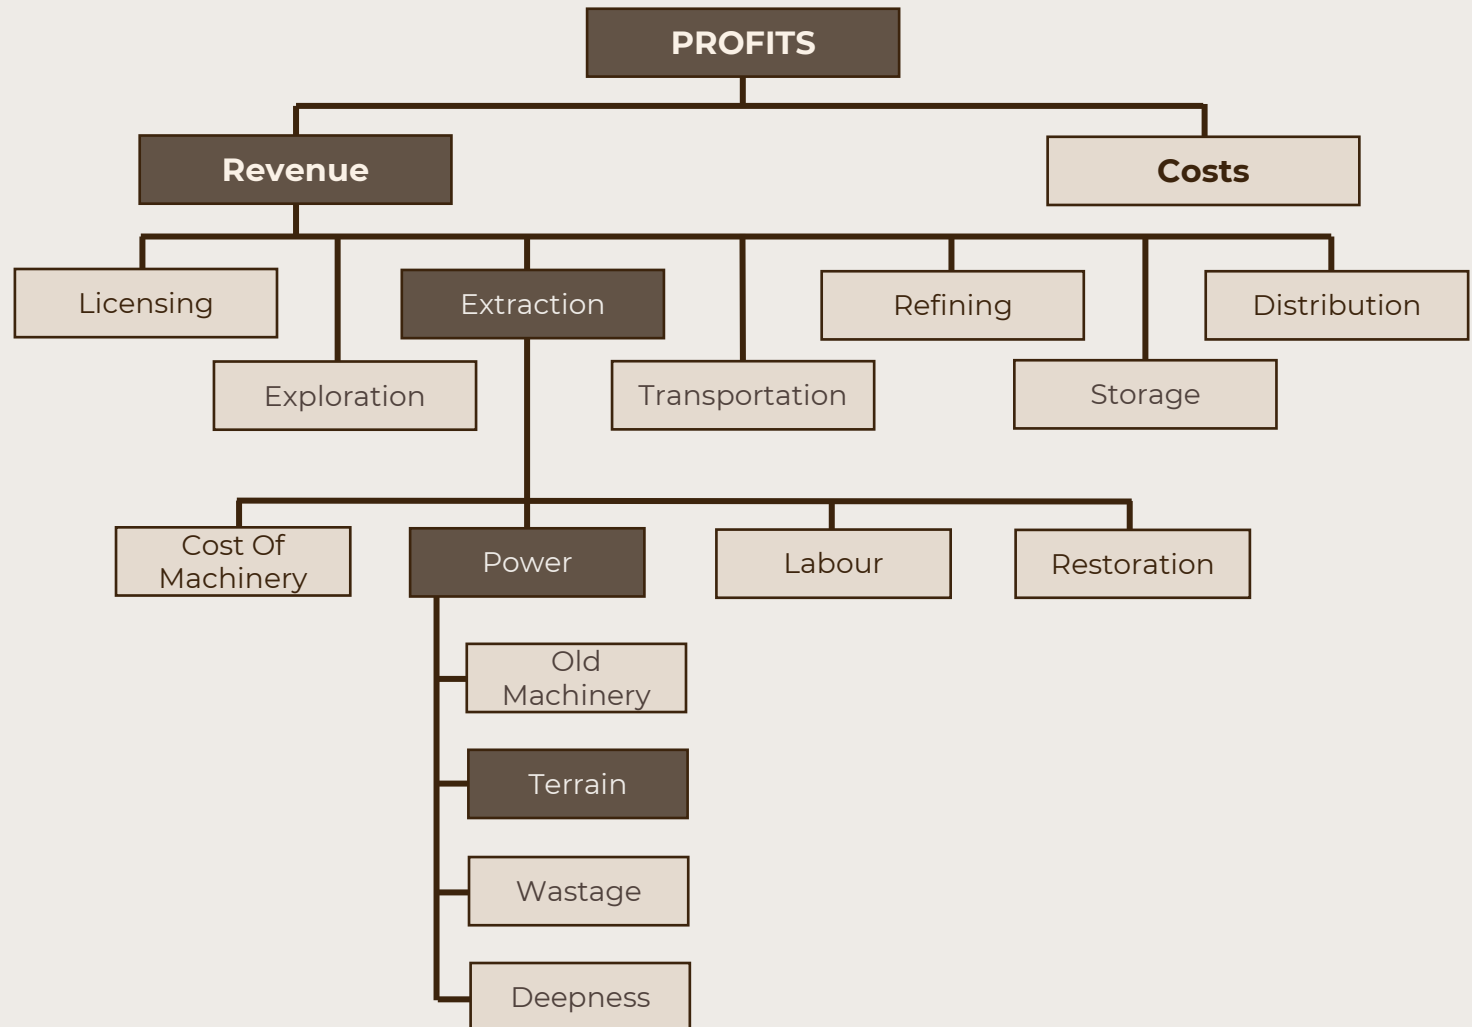 PROFITS
Revenue
Costs
Licensing
Extraction
Refining
Distribution
Exploration
Transportation
Storage
Cost Of
Machinery
Power
Labour
Restoration
Old
Machinery
Terrain
Wastage
Deepness